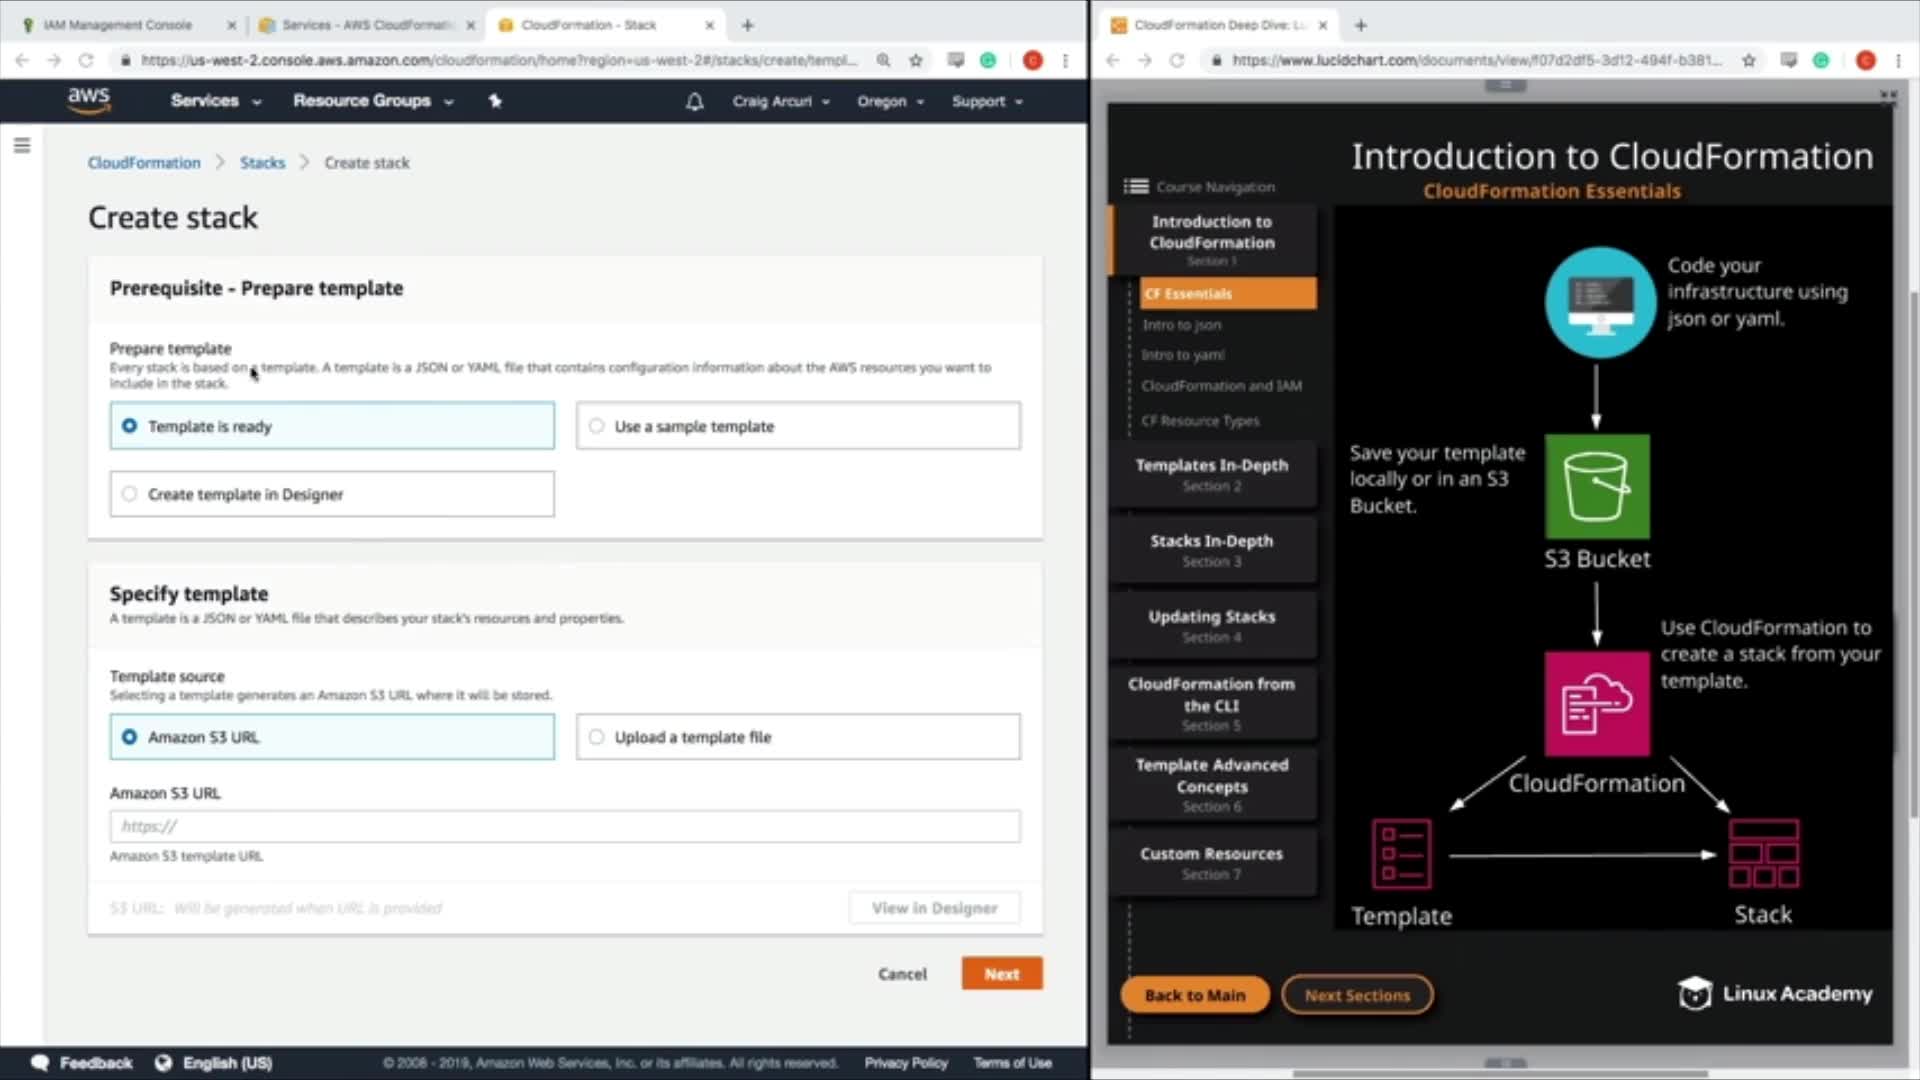 IAM Management Console
Services - AWS CloudFormatic
CloudFormation - Stack
https://us-west-2.console.aws.amazon.com/cloudformation/home?region=us-west-2#/stacks/create/templ...
aws
Services
Resource Groups
Craig Arcuri
Oregon
Support
CloudFormation
Stacks
Create stack
Create stack
Prerequisite - Prepare template
Prepare template
Every stack is based on a template. A template is a JSON or YAML file that contains configuration information about the AWS resources you want to
include in the stack.
Template is ready
Use a sample template
Create template in Designer
Specify template
A template is a JSON or YAML file that describes your stack's resources and properties.
Template source
Selecting a template generates an Amazon S3 URL where it will be stored.
Amazon S3 URL
Upload a template file
Amazon S3 URL
https://
Amazon S3 template URL
S3 URL: Will be generated when URL is provided
View in Designer
Cancel
Next
Feedback
English (US)
© 2008 - 2019, Amazon Web Services, Inc. or its affiliates. All rights reserved.
Privacy Policy
Terms of Use
CloudFormation Deep Dive: Lu
https://www.lucidchart.com/documents/view/f07d2df5-3d12-494f-b381...
Introduction to CloudFormation
CloudFormation Essentials
Course Navigation
Introduction to
CloudFormation
Section 1
CF Essentials
Intro to json
Intro to yaml
CloudFormation and IAM
CF Resource Types
Templates In-Depth
Section 2
Stacks In-Depth
Section 3
Updating Stacks
Section 4
CloudFormation from
the CLI
Section 5
Template Advanced
Concepts
Section 6
Custom Resources
Section 7
Code your
infrastructure using
json or yaml.
Save your template
locally or in an S3
Bucket.
S3 Bucket
Use CloudFormation to
create a stack from your
template.
CloudFormation
Template
Stack
Back to Main
Next Sections
Linux Academy